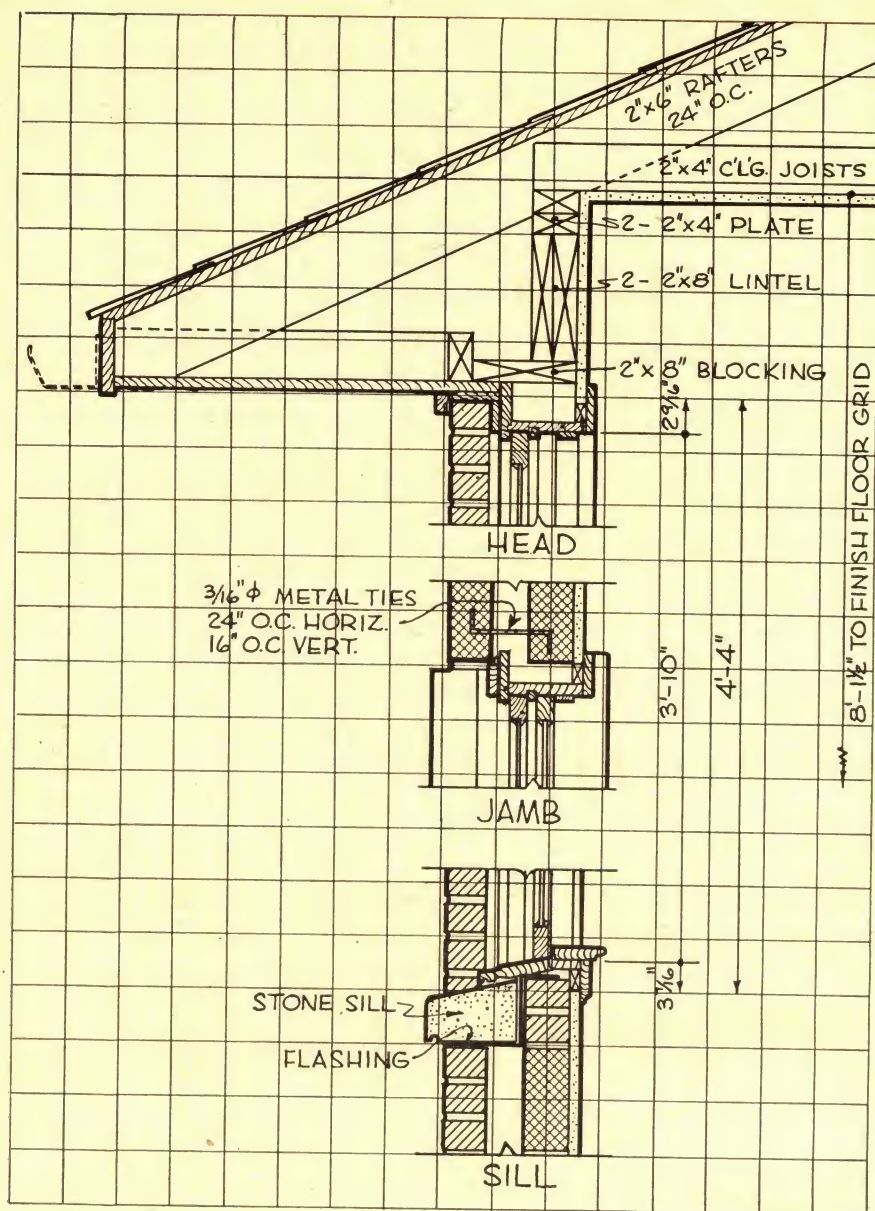 2"x6" RAFTERS
24" O.C.
2"x4" C'L'G. JOISTS
2-2"x4" PLATE
2-2"x8" LINTEL
2"x8" BLOCKING
2 9/16"
HEAD
3/16"φ METAL TIES
24" O.C. HORIZ.
16" O.C. VERT.
3'-10"
4'-4"
8'-1½" TO FINISH FLOOR GRID
JAMB
3 7/16"
STONE SILL
FLASHING
SILL